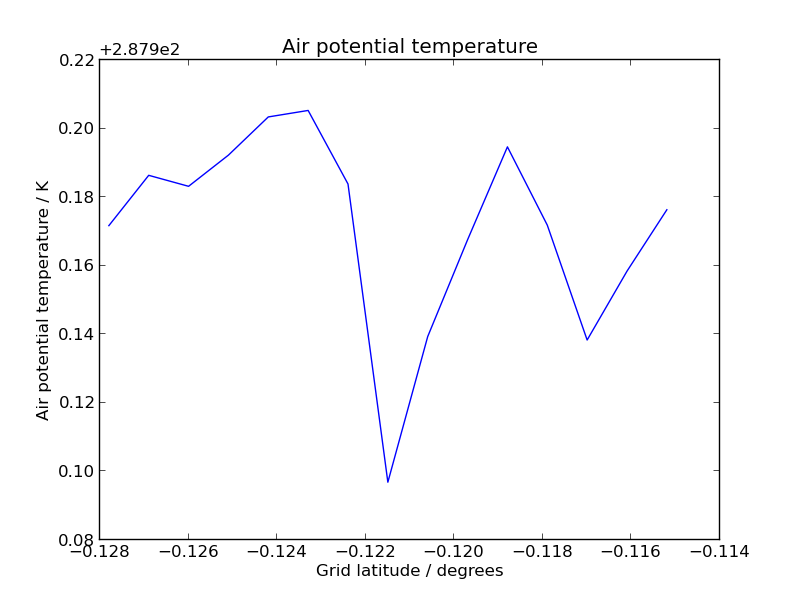 Air potential temperature
+2.879e2
0.22
0.20
0.18
0.16
0.14
0.12
0.10
0.08
Air potential temperature / K
−0.128 −0.126 −0.124 −0.122 −0.120 −0.118 −0.116 −0.114
Grid latitude / degrees